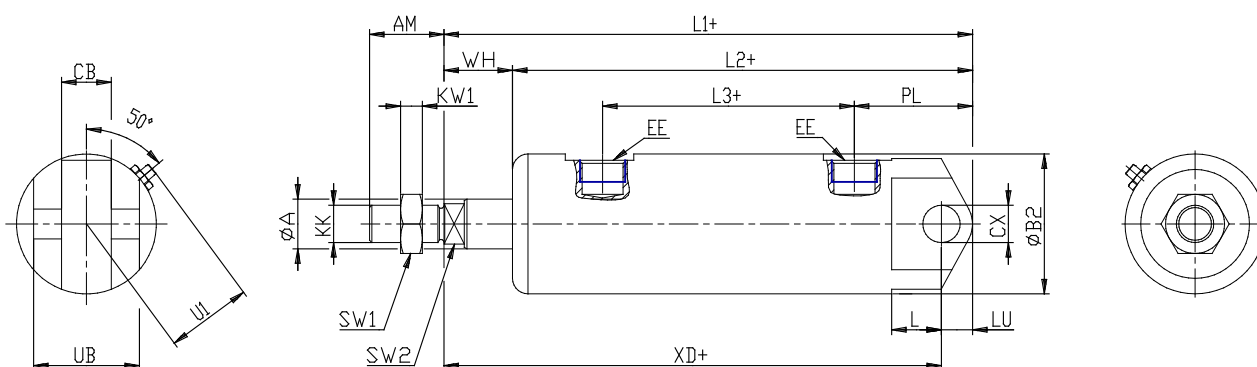 AM
L1+
WH
L2+
CB
KW1
L3+
PL
50°
EE
EE
ØA
KK
CX
ØB2
U1
SW1
L
LU
UB
SW2
XD+